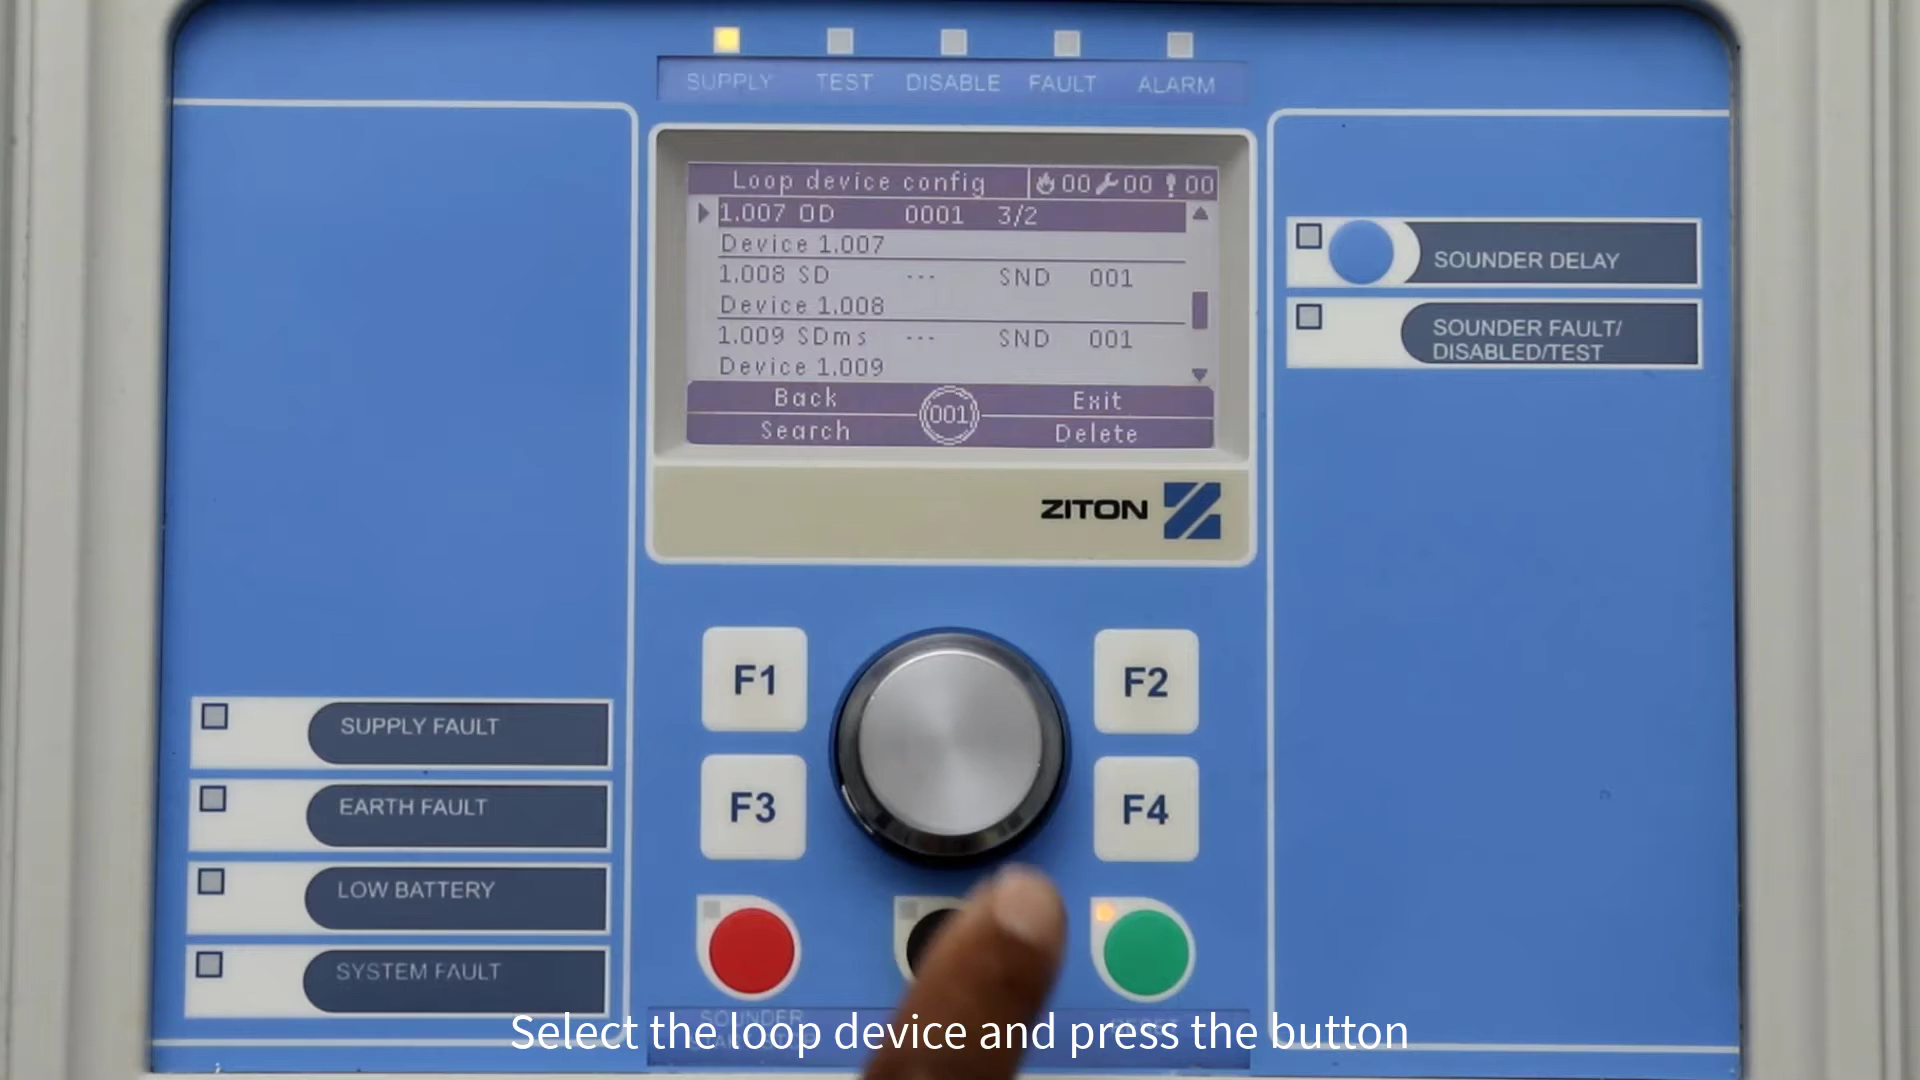 SUPPLY TEST DISABLE FAULT ALARM
Loop device config 00 00 00
1.007 OD 0001 3/2
Device 1.007
1.008 SD --- SND 001
Device 1.008
1.009 SDms --- SND 001
Device 1.009
Back Exit
001
Search Delete
ZITON
SOUNDER DELAY
SOUNDER FAULT/
DISABLED/TEST
F1 F2
F3 F4
SUPPLY FAULT
EARTH FAULT
LOW BATTERY
SYSTEM FAULT
SOUNDER
Select the loop device and press the button